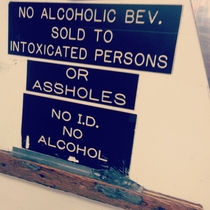 NO ALCOHOLIC BEV.
SOLD TO
INTOXICATED PERSONS
OR
ASSHOLES
NO I.D.
NO
ALCOHOL